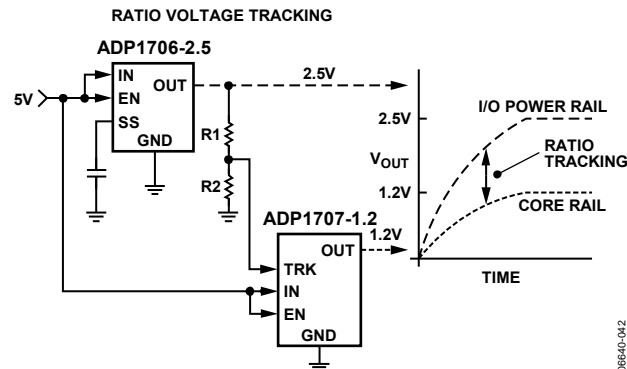 RATIO VOLTAGE TRACKING
ADP1706-2.5
IN
OUT
2.5V
5V
EN
SS
GND
R1
R2
2.5V
I/O POWER RAIL
VOUT
RATIO
TRACKING
1.2V
CORE RAIL
TIME
ADP1707-1.2
OUT
1.2V
TRK
IN
EN
GND
06640-042